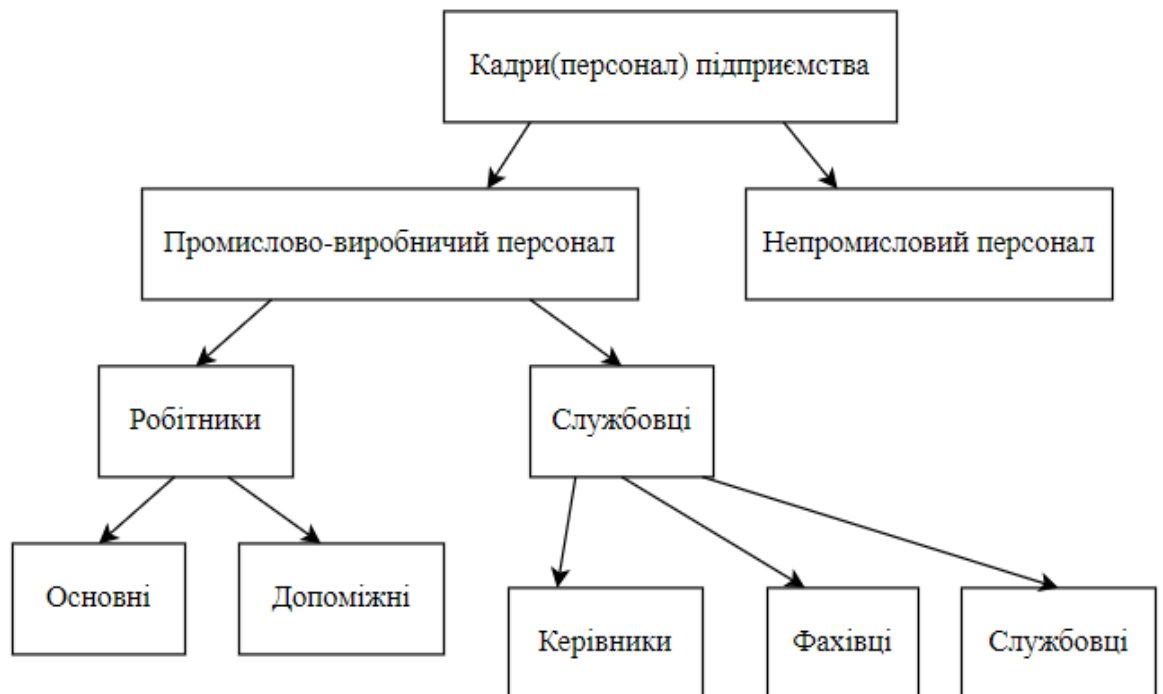 Кадри(персонал) підприємства
Промислово-виробничий персонал
Непромисловий персонал
Робітники
Службовці
Основні
Допоміжні
Керівники
Фахівці
Службовці